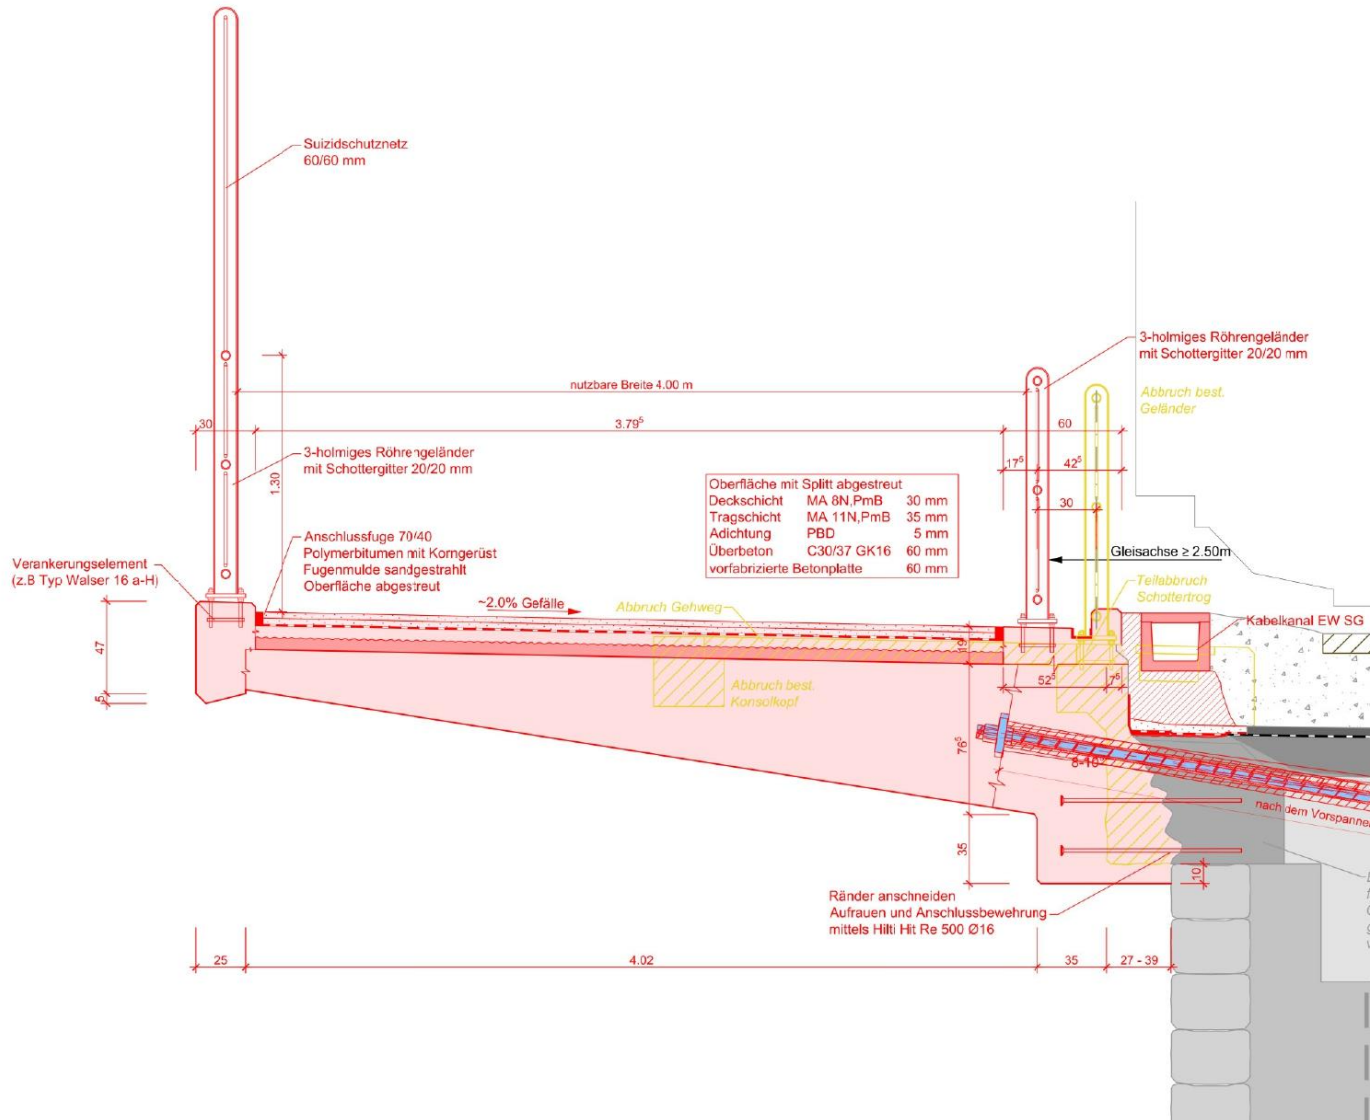 Suizidschutznetz
60/60 mm
3-holmiges Röhrengeländer
mit Schottergitter 20/20 mm
nutzbare Breite 4.00 m
Abbruch best.
Geländer
30
3.79⁵
60
3-holmiges Röhrengeländer
mit Schottergitter 20/20 mm
1.30
17⁵
42⁵
30
Oberfläche mit Splitt abgestreut
Deckschicht MA 8N,PmB 30 mm
Tragschicht MA 11N,PmB 35 mm
Adichtung PBD 5 mm
Überbeton C30/37 GK16 60 mm
vorfabrizierte Betonplatte 60 mm
Anschlussfuge 70/40
Polymerbitumen mit Korngerüst
Fugenmulde sandgestrahlt
Oberfläche abgestreut
Gleisachse ≥ 2.50m
Verankerungselement
(z.B Typ Walser 16 a-H)
Teilabbruch
Schottertrog
~2.0% Gefälle
Abbruch Gehweg
Kabelkanal EW SG
47
5
19
Abbruch best.
Konsolkopf
52⁵
7⁵
76⁵
8-10
nach dem Vorspannen
35
10
Ränder anschneiden
Aufrauen und Anschlussbewehrung
mittels Hilti Hit Re 500 Ø16
25
4.02
35
27 - 39